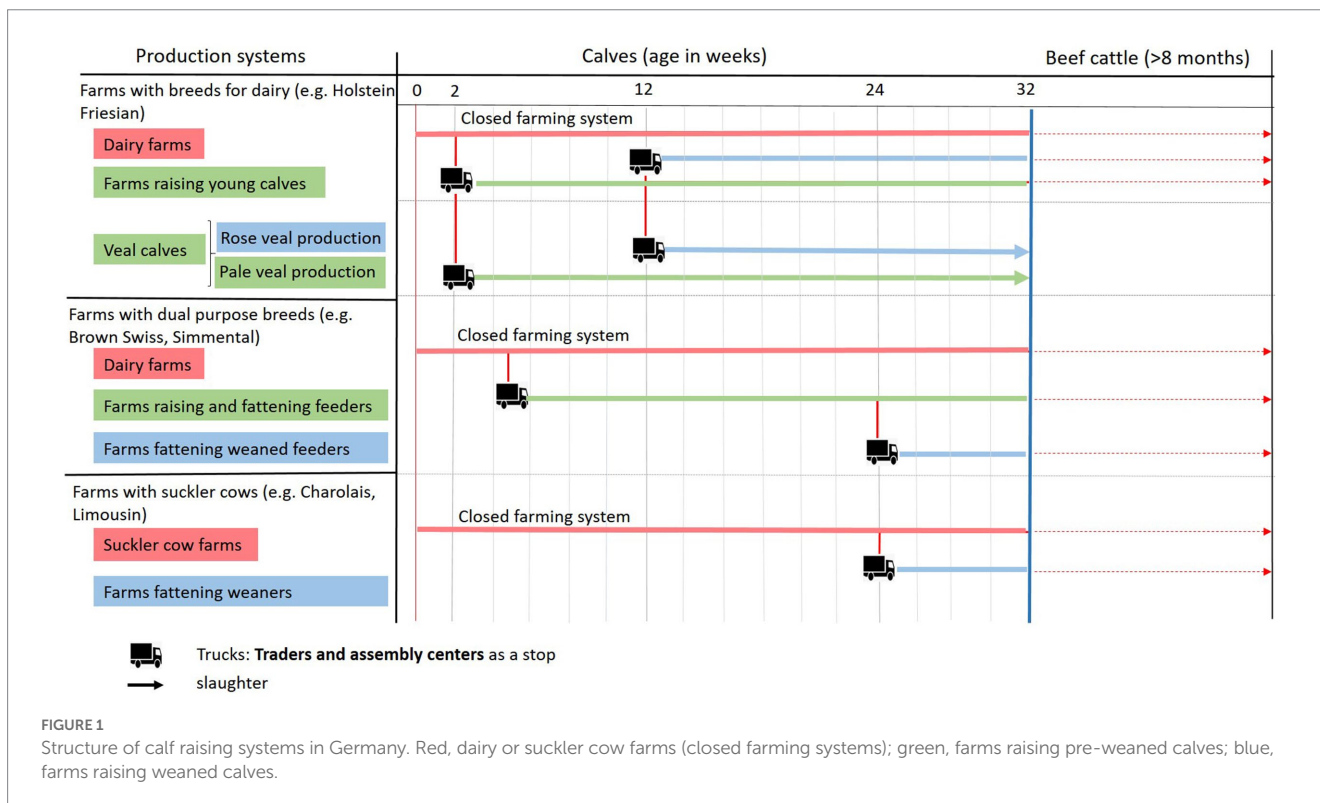 Production systems
Calves (age in weeks)
Beef cattle (>8 months)
0 2 12 24 32
Farms with breeds for dairy (e.g. Holstein
Friesian)
Closed farming system
Dairy farms
Farms raising young calves
Veal calves
Rose veal production
Pale veal production
Farms with dual purpose breeds (e.g.
Brown Swiss, Simmental)
Closed farming system
Dairy farms
Farms raising and fattening feeders
Farms fattening weaned feeders
Farms with suckler cows (e.g. Charolais,
Limousin)
Closed farming system
Suckler cow farms
Farms fattening weaners
Trucks: Traders and assembly centers as a stop
slaughter
FIGURE 1
Structure of calf raising systems in Germany. Red, dairy or suckler cow farms (closed farming systems); green, farms raising pre-weaned calves; blue,
farms raising weaned calves.